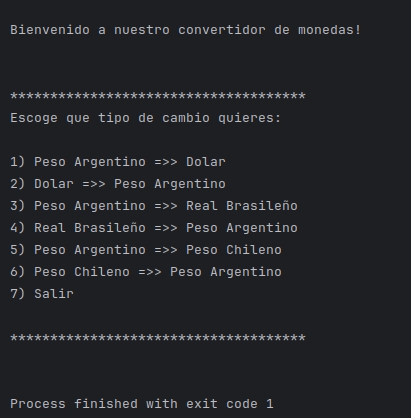 Bienvenido a nuestro convertidor de monedas!
*************************************
Escoge que tipo de cambio quieres:
1) Peso Argentino =>> Dolar
2) Dolar =>> Peso Argentino
3) Peso Argentino =>> Real Brasileño
4) Real Brasileño =>> Peso Argentino
5) Peso Argentino =>> Peso Chileno
6) Peso Chileno =>> Peso Argentino
7) Salir
*************************************
Process finished with exit code 1